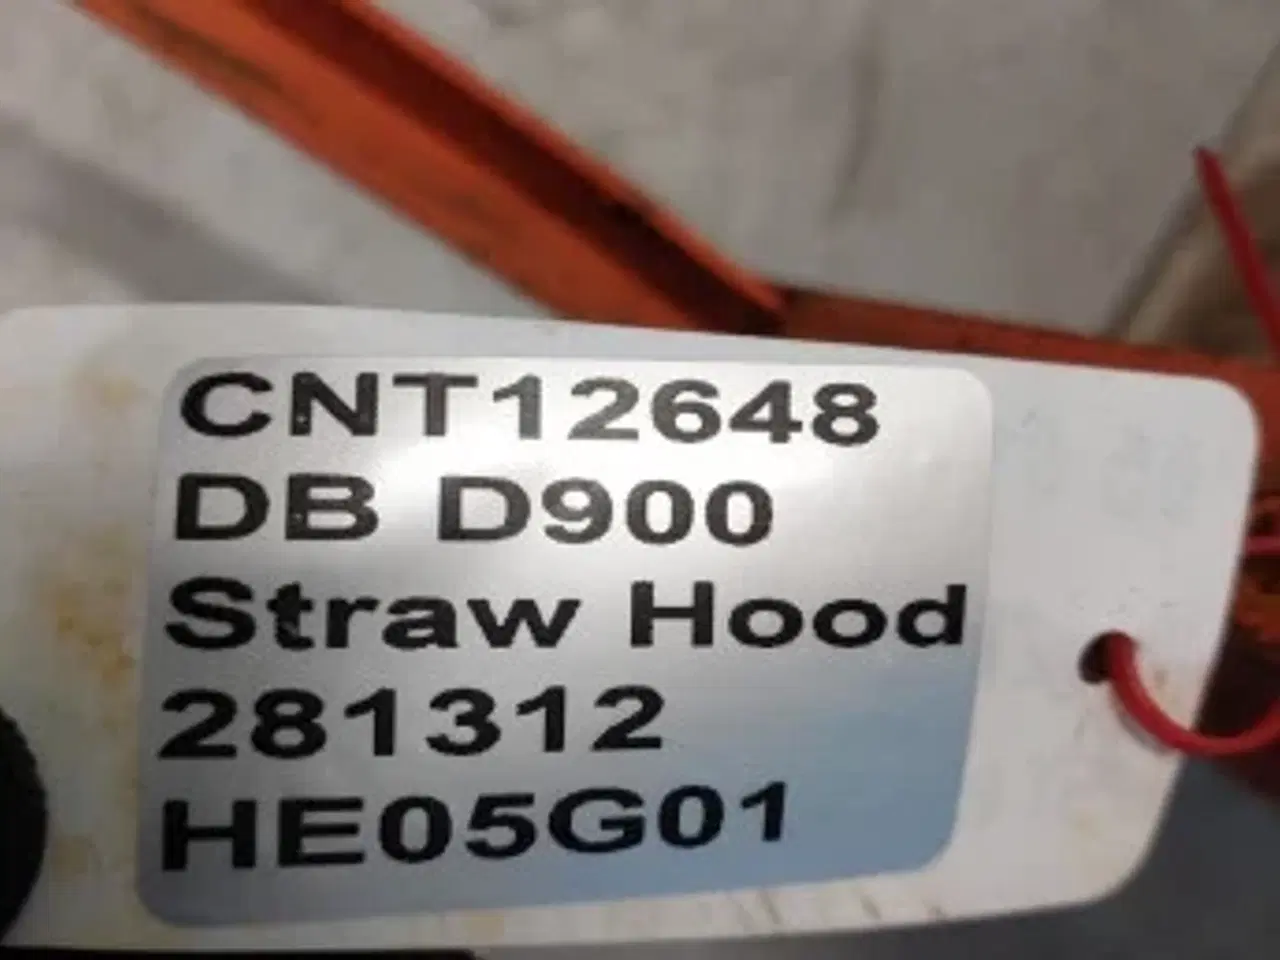 CNT12648
DB D900
Straw Hood
281312
HE05G01